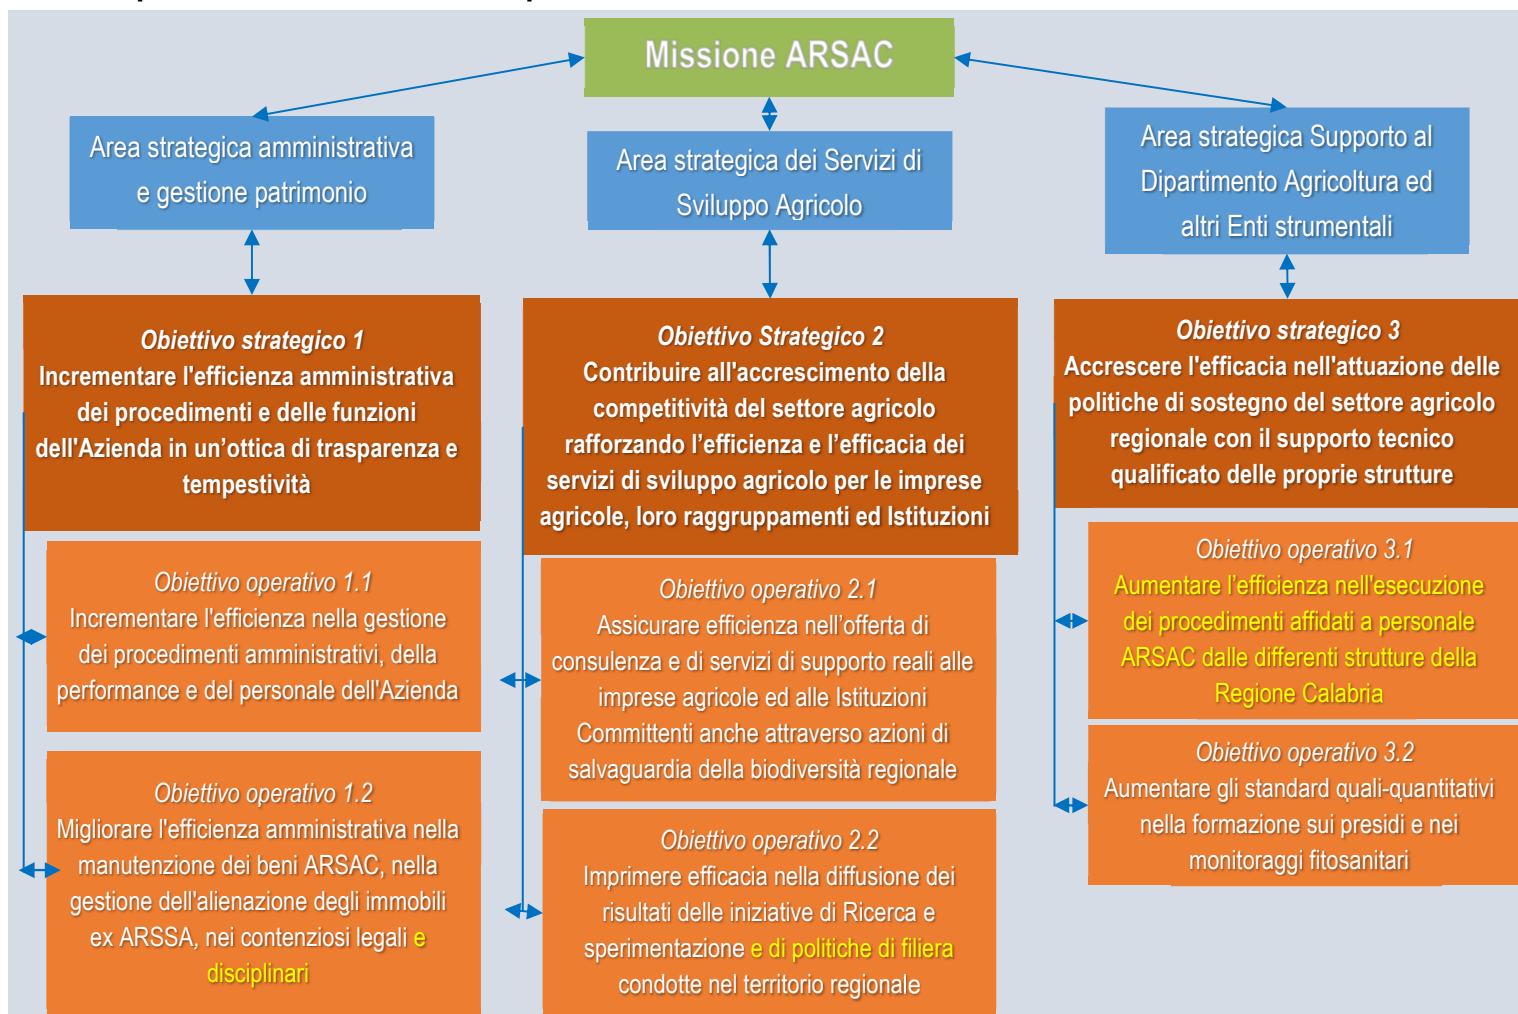 Missione ARSAC
Area strategica amministrativa
e gestione patrimonio
Area strategica dei Servizi di
Sviluppo Agricolo
Area strategica Supporto al
Dipartimento Agricoltura ed
altri Enti strumentali
Obiettivo strategico 1
Incrementare l'efficienza amministrativa
dei procedimenti e delle funzioni
dell'Azienda in un’ottica di trasparenza e
tempestività
Obiettivo operativo 1.1
Incrementare l'efficienza nella gestione
dei procedimenti amministrativi, della
performance e del personale dell'Azienda
Obiettivo operativo 1.2
Migliorare l'efficienza amministrativa nella
manutenzione dei beni ARSAC, nella
gestione dell'alienazione degli immobili
ex ARSSA, nei contenziosi legali e
disciplinari
Obiettivo Strategico 2
Contribuire all'accrescimento della
competitività del settore agricolo
rafforzando l’efficienza e l’efficacia dei
servizi di sviluppo agricolo per le imprese
agricole, loro raggruppamenti ed Istituzioni
Obiettivo operativo 2.1
Assicurare efficienza nell’offerta di
consulenza e di servizi di supporto reali alle
imprese agricole ed alle Istituzioni
Committenti anche attraverso azioni di
salvaguardia della biodiversità regionale
Obiettivo operativo 2.2
Imprimere efficacia nella diffusione dei
risultati delle iniziative di Ricerca e
sperimentazione e di politiche di filiera
condotte nel territorio regionale
Obiettivo strategico 3
Accrescere l'efficacia nell'attuazione delle
politiche di sostegno del settore agricolo
regionale con il supporto tecnico
qualificato delle proprie strutture
Obiettivo operativo 3.1
Aumentare l’efficienza nell'esecuzione
dei procedimenti affidati a personale
ARSAC dalle differenti strutture della
Regione Calabria
Obiettivo operativo 3.2
Aumentare gli standard quali-quantitativi
nella formazione sui presidi e nei
monitoraggi fitosanitari